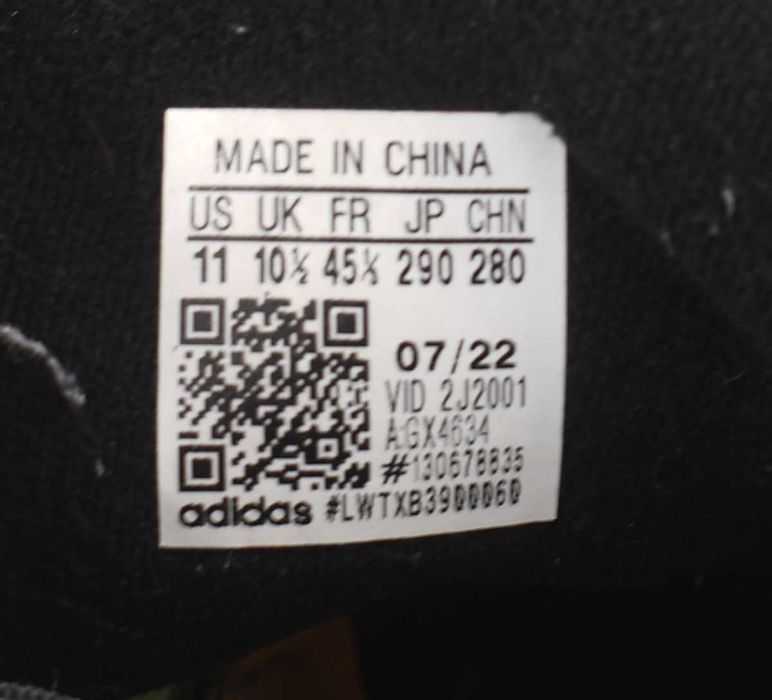 MADE IN CHINA
US UK FR JP CHN
11 10½ 45⅓ 290 280
07/22
VID 2J2001
A:GX4634
#130678835
adidas #LWTXB3900060